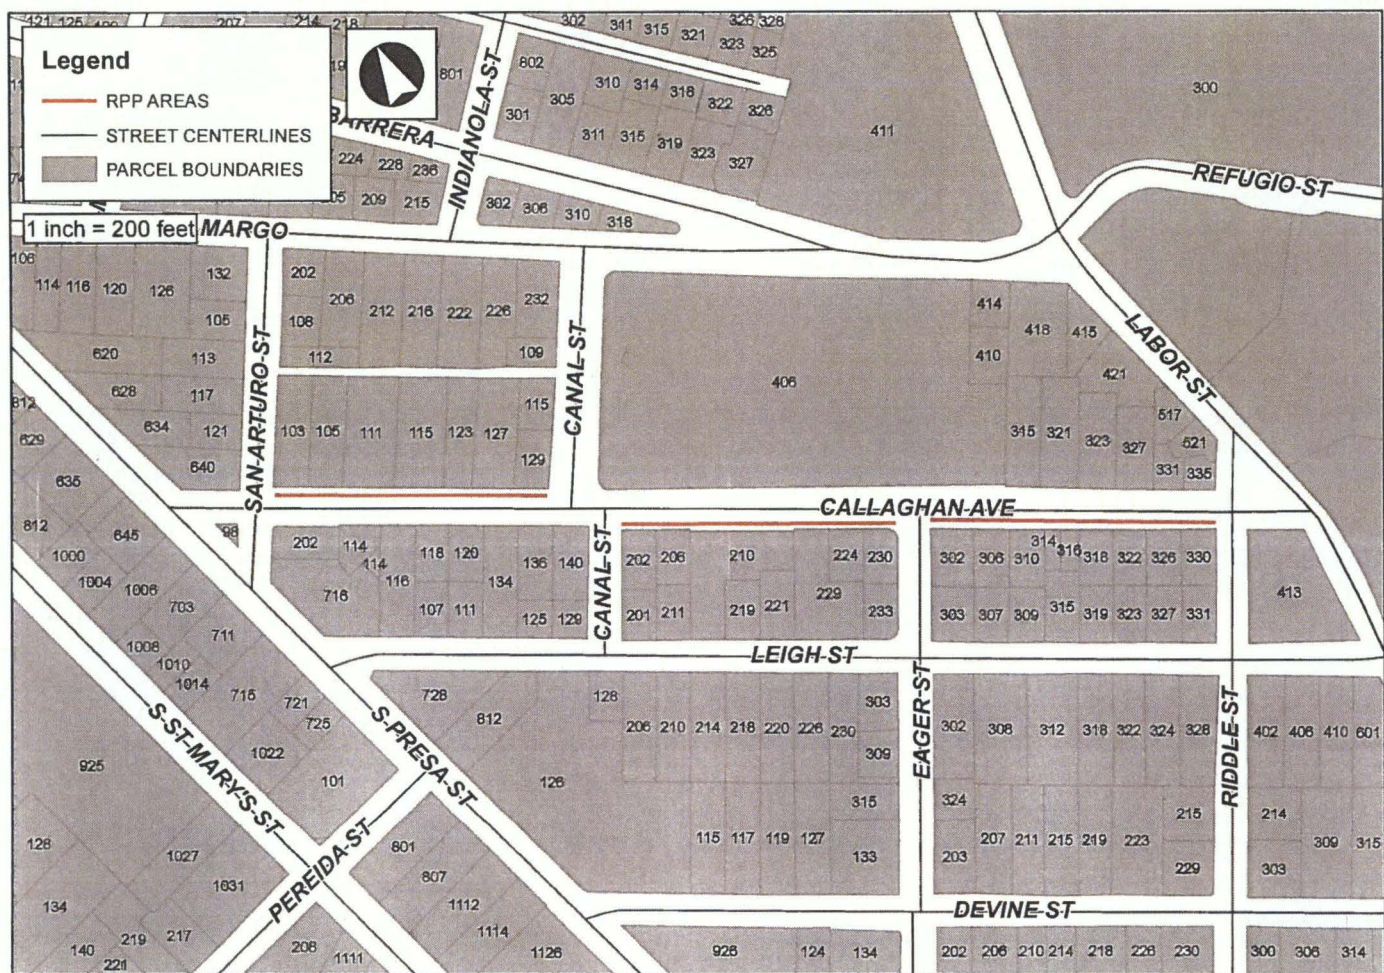 121 125 207 214 218 302 311 315 321 326 328
323 325
Legend
RPP AREAS
STREET CENTERLINES
PARCEL BOUNDARIES
1 inch = 200 feet
801 802 310 314 318 322 326
301 305
311 315 319 323 327
411
300
BARRERA
INDIANOLA-ST
REFUGIO-ST
224 228 236
209 215
302 306 310 318
MARGO
106 114 116 120 126 132
105
620 113
628 117
634 121
640
812
629
635
SAN-ARTURO-ST
202 206 212 216 222 226 232
108
112 109
103 105 111 115 123 127 115
129
CANAL-ST
406
414
410
418 415
421
517
521
315 321 323 327 331 335
LABOR-ST
CALLAGHAN-AVE
98
202 114 114 116 118 120 134 136 140
716 107 111 125 129
CANAL-ST
202 206 210 224 230
201 211 219 221 229 233
302 306 310 314 316 318 322 326 330
303 307 309 315 319 323 327 331
413
LEIGH-ST
812
645
1000
1004 1006
703
711
1008
1010
1014
715
721
725
1022
101
S-ST-MARY'S-ST
S-PRESA-ST
PEREIDA-ST
925
128
134
140
219 217
221
1027
1031
728
812
128
126
206 210 214 218 220 226 230
303
309
315
115 117 119 127 133
EAGER-ST
302 308 312 318 322 324 328
324
203
207 211 215 219 223
215
229
RIDDLE-ST
402 406 410 601
214
303
309 315
DEVINE-ST
801
807
1112
1114
1126
208
1111
926 124 134
202 206 210 214 218 226 230
300 306 314